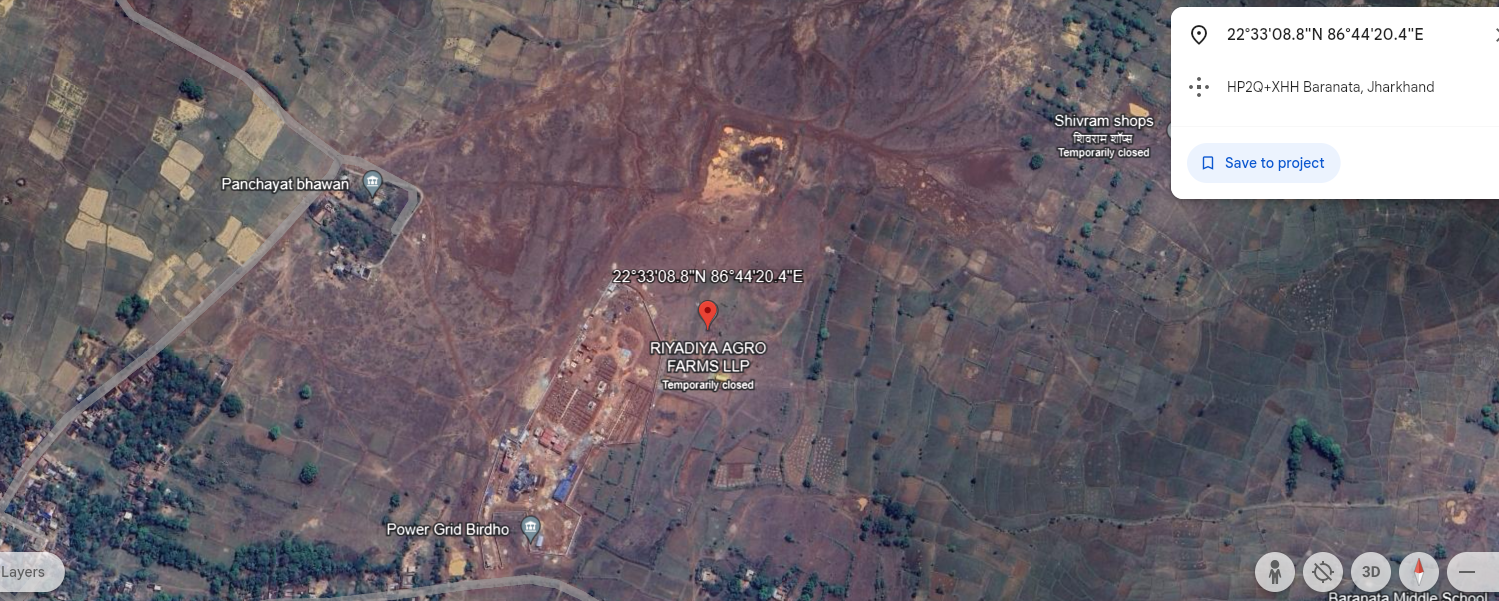 22°33'08.8"N 86°44'20.4"E
HP2Q+XHH Baranata, Jharkhand
Save to project
Shivram shops
शिवराम शॉप्स
Temporarily closed
Panchayat bhawan
22°33'08.8"N 86°44'20.4"E
RIYADIYA AGRO
FARMS LLP
Temporarily closed
Power Grid Birdho
Layers
3D
Baranata Middle School